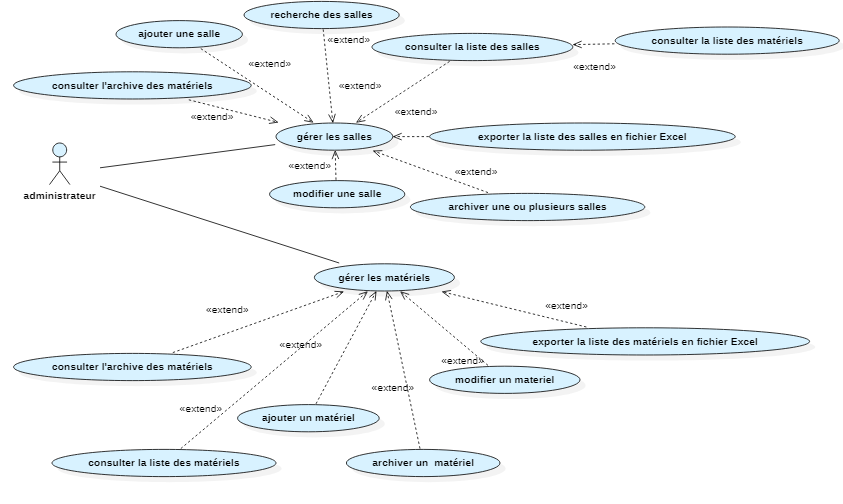 recherche des salles
ajouter une salle
«extend»
consulter la liste des salles
consulter la liste des matériels
«extend»
«extend»
consulter l'archive des matériels
«extend»
«extend»
«extend»
gérer les salles
exporter la liste des salles en fichier Excel
«extend»
«extend»
administrateur
modifier une salle
archiver une ou plusieurs salles
gérer les matériels
«extend»
«extend»
exporter la liste des matériels en fichier Excel
«extend»
«extend»
consulter l'archive des matériels
modifier un materiel
«extend»
«extend»
ajouter un matériel
consulter la liste des matériels
archiver un  matériel